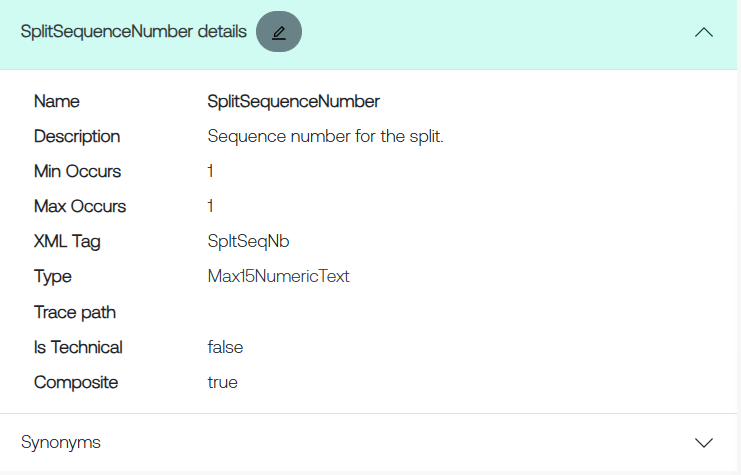 SplitSequenceNumber details
Name SplitSequenceNumber
Description Sequence number for the split.
Min Occurs 1
Max Occurs 1
XML Tag SpltSeqNb
Type Max15NumericText
Trace path
Is Technical false
Composite true
Synonyms